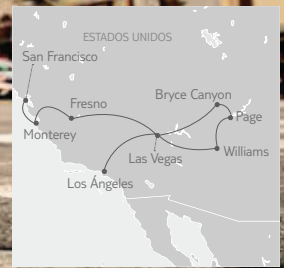 ESTADOS UNIDOS
San Francisco
Bryce Canyon
Fresno
Page
Monterey
Las Vegas
Williams
Los Ángeles